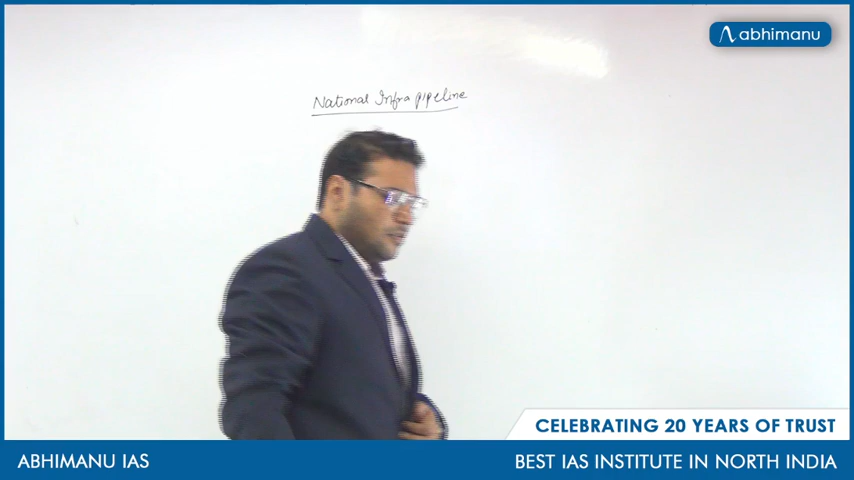 abhimanu
National Infra pipeline
CELEBRATING 20 YEARS OF TRUST
ABHIMANU IAS
BEST IAS INSTITUTE IN NORTH INDIA